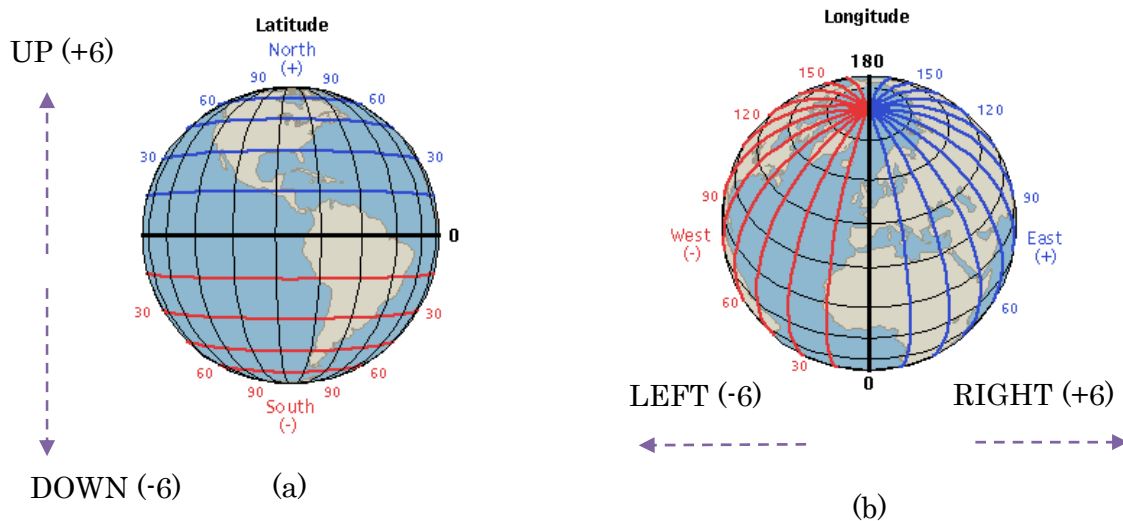 Latitude
North
(+)
UP (+6)
90 90
60 60
30 30
0
30 30
60 60
90 90
South
(-)
DOWN (-6)
(a)
Longitude
180
150 150
120 120
90 90
West
(-)
East
(+)
60 60
30
0
LEFT (-6)
RIGHT (+6)
(b)